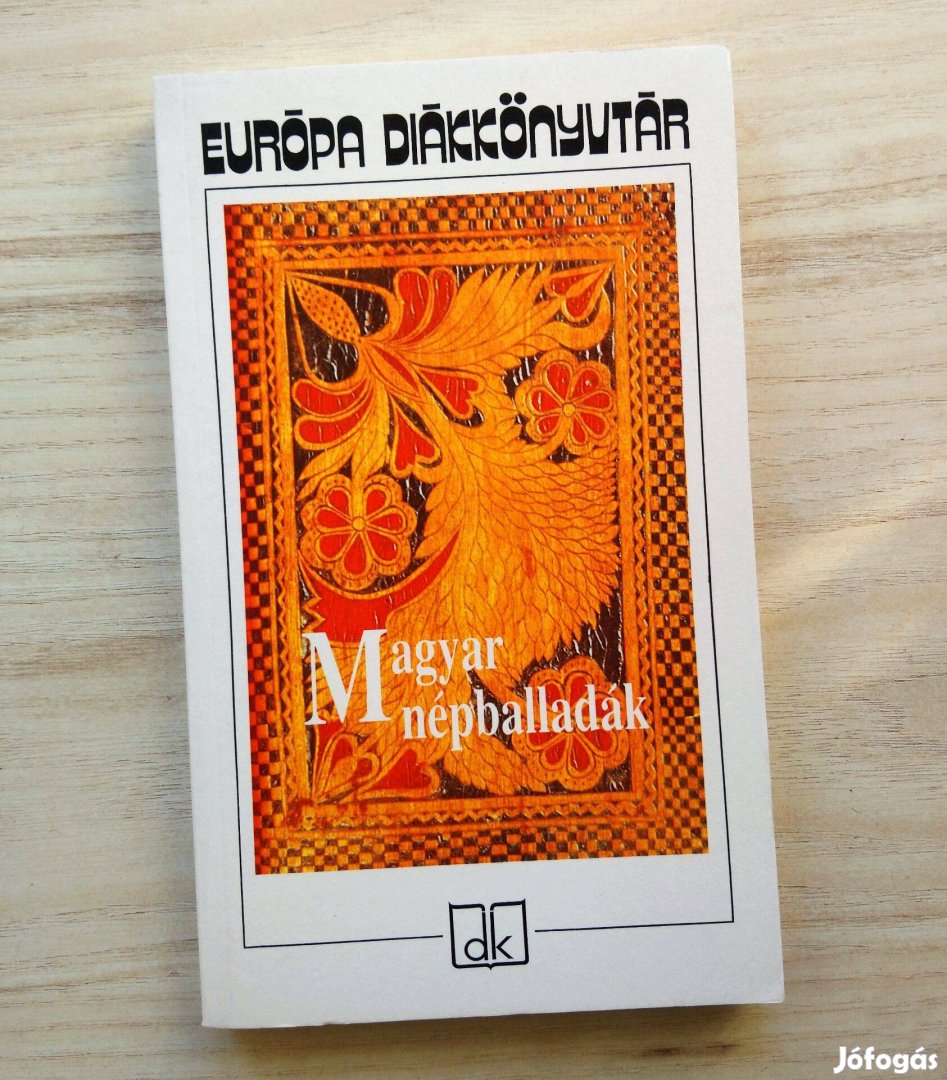 EURÓPA DIÁKKÖNYVTÁR
Magyar
népballadák
dk
Jófogás